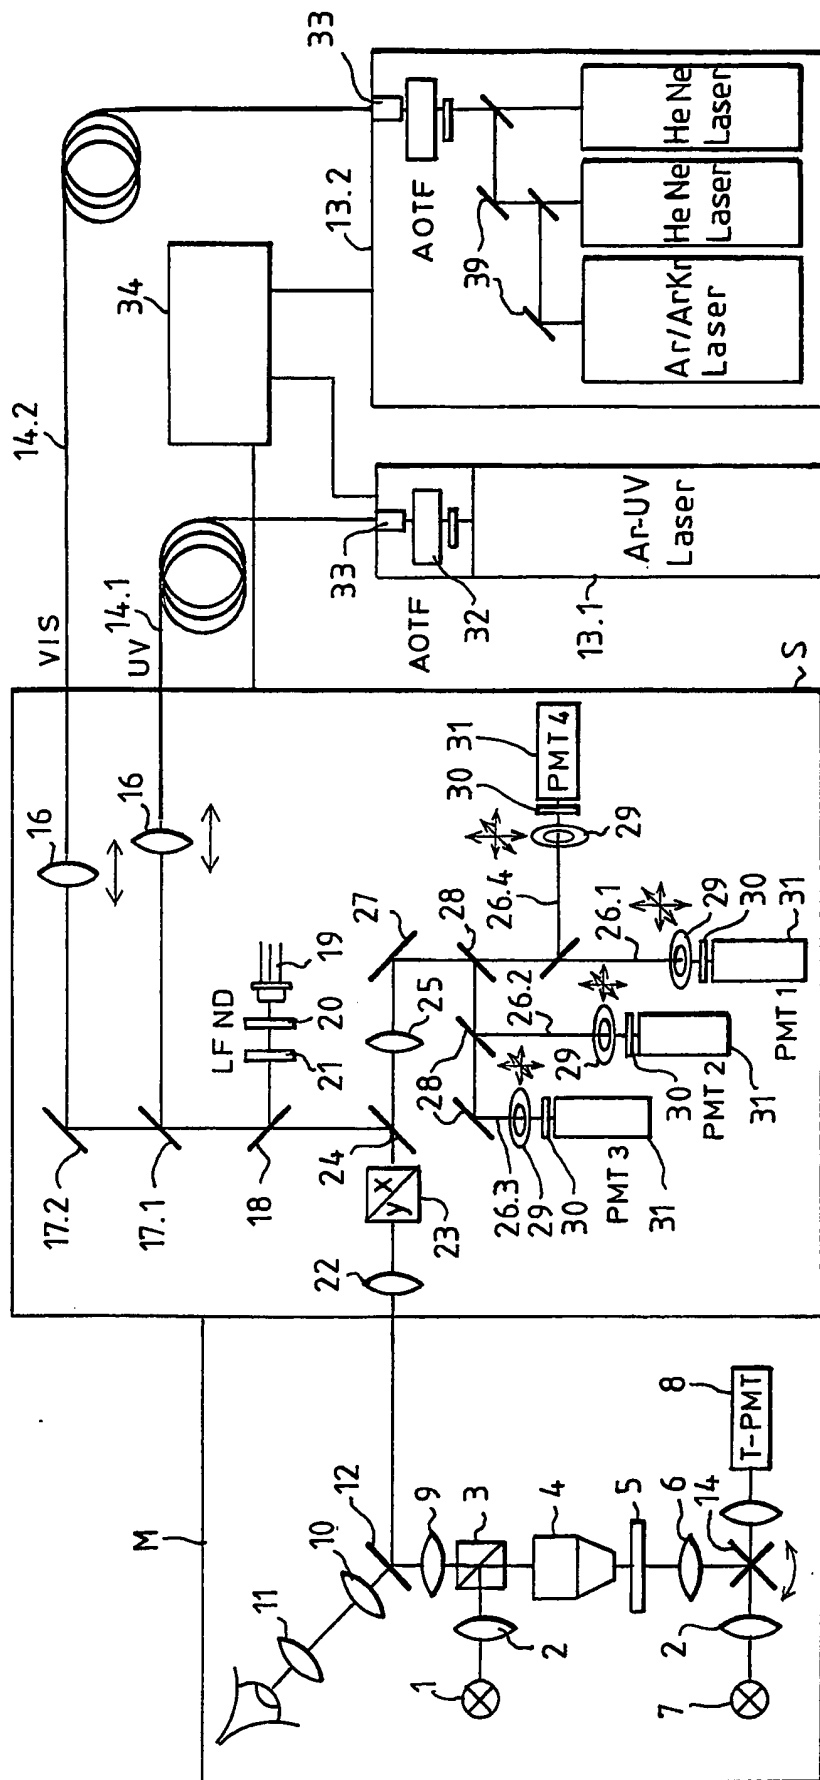 33
13.2
AOTF
39
HeNe
Laser
HeNe
Laser
Ar/ArKr
Laser
34
14.2
VIS
14.1
UV
33
AOTF
32
Ar-UV
Laser
13.1
S
16
16
17.2
17.1
18
LF ND
19
20
21
22
y x
23
24
25
27
28
28
28
26.4
26.1
26.2
26.3
29
30
31
PMT 4
29
30
31
PMT 1
29
30
31
PMT 2
29
30
31
PMT 3
M
11
10
12
9
3
4
5
6
14
8
T-PMT
1
2
7
2